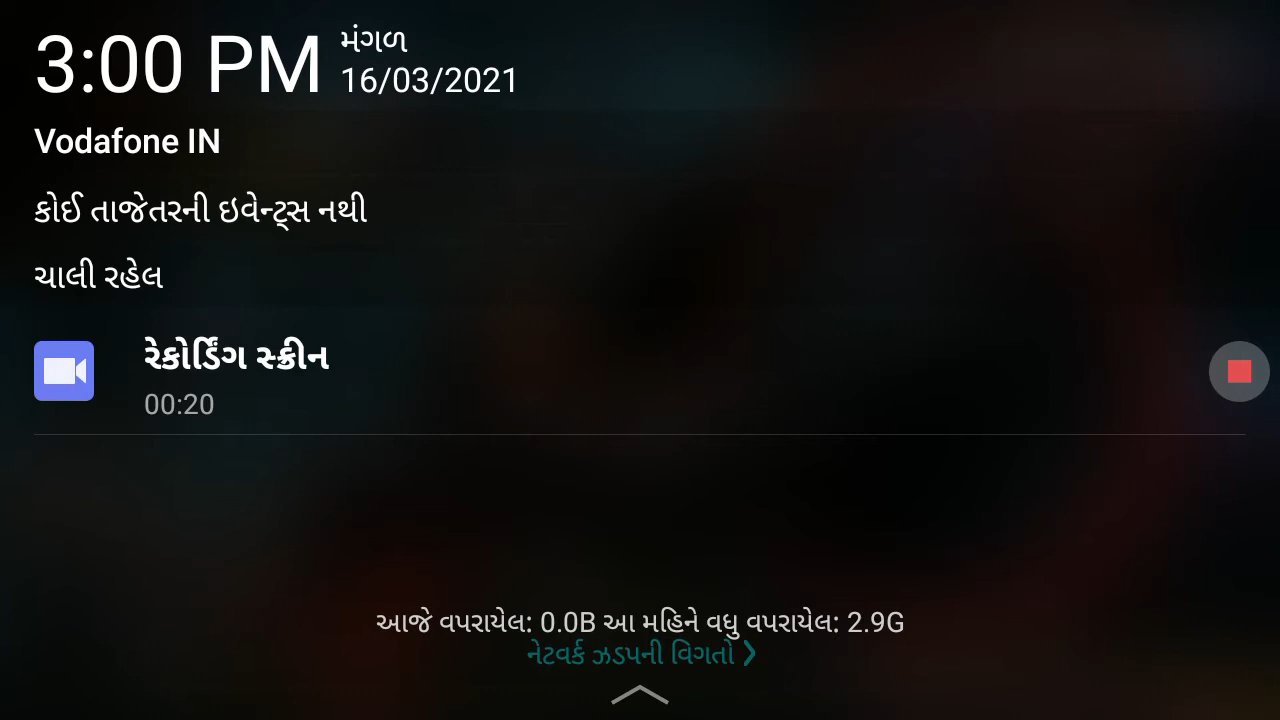 3:00 PM મંગળ
16/03/2021
Vodafone IN
કોઈ તાજેતરની ઇવેન્ટ્સ નથી
ચાલી રહેલ
રેકોર્ડિંગ સ્ક્રીન
00:20
આજે વપરાયેલ: 0.0B આ મહિને વધુ વપરાયેલ: 2.9G
નેટવર્ક ઝડપની વિગતો ❯